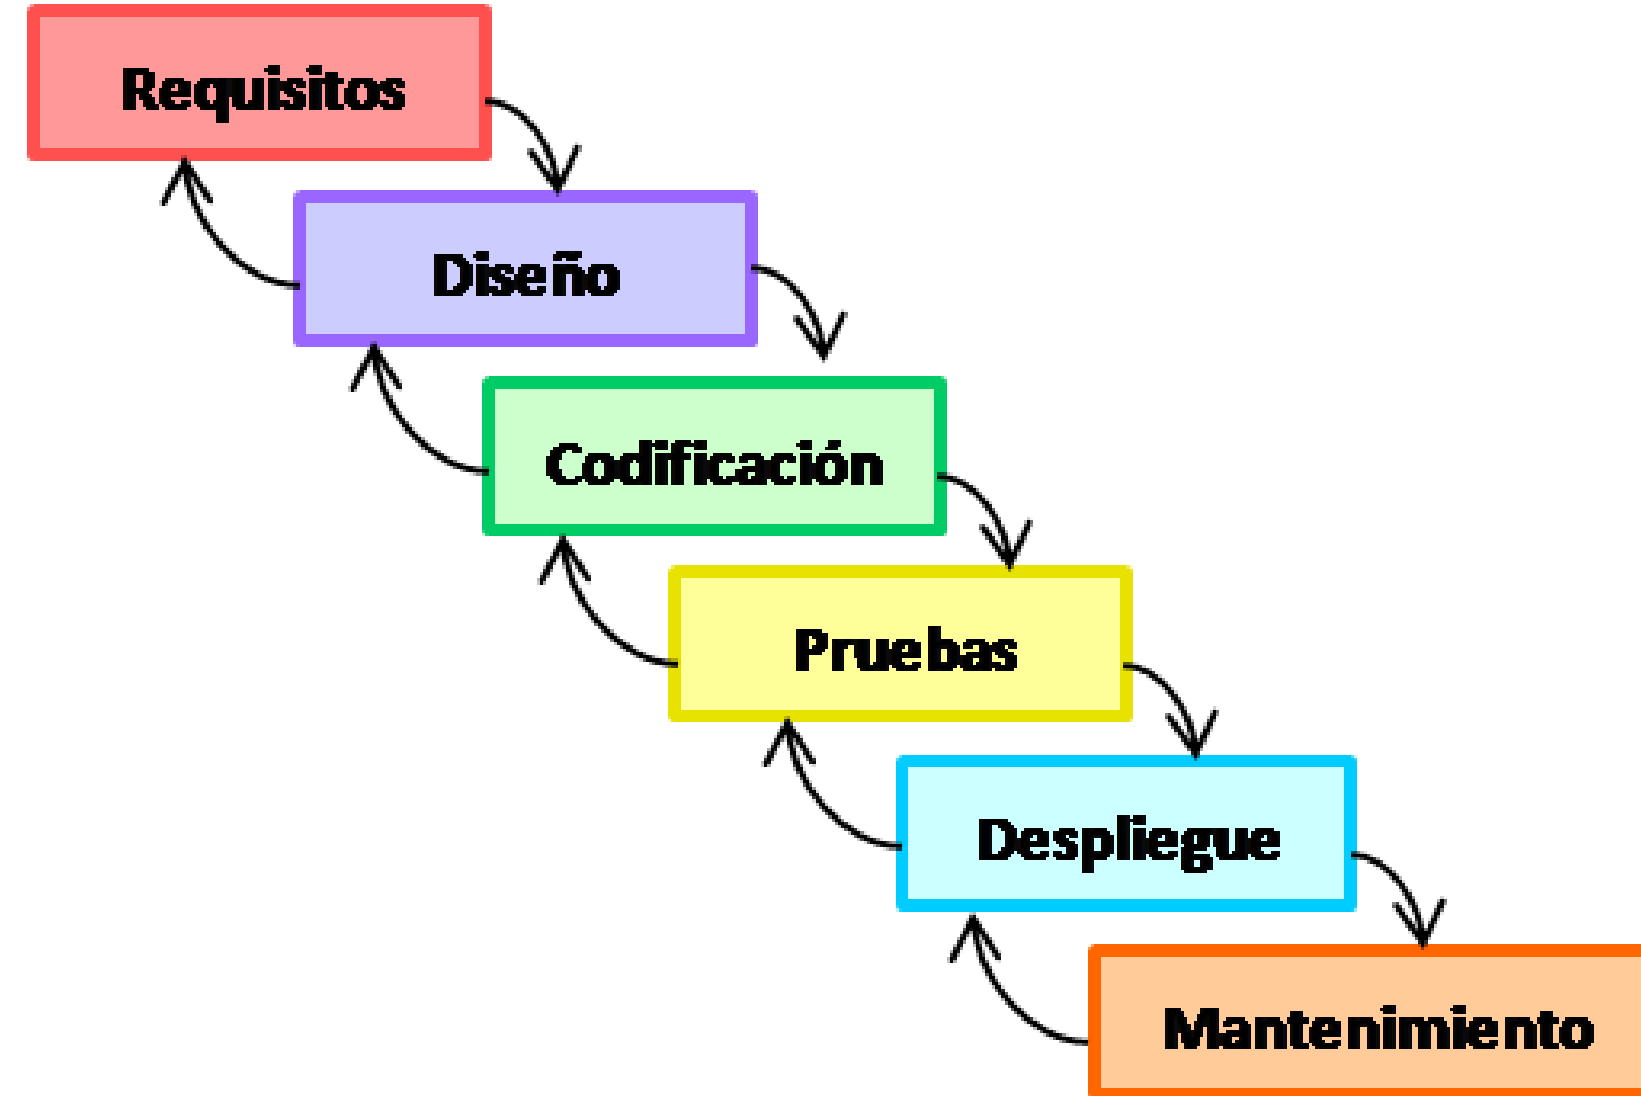 Requisitos
Diseño
Codificación
Pruebas
Despliegue
Mantenimiento